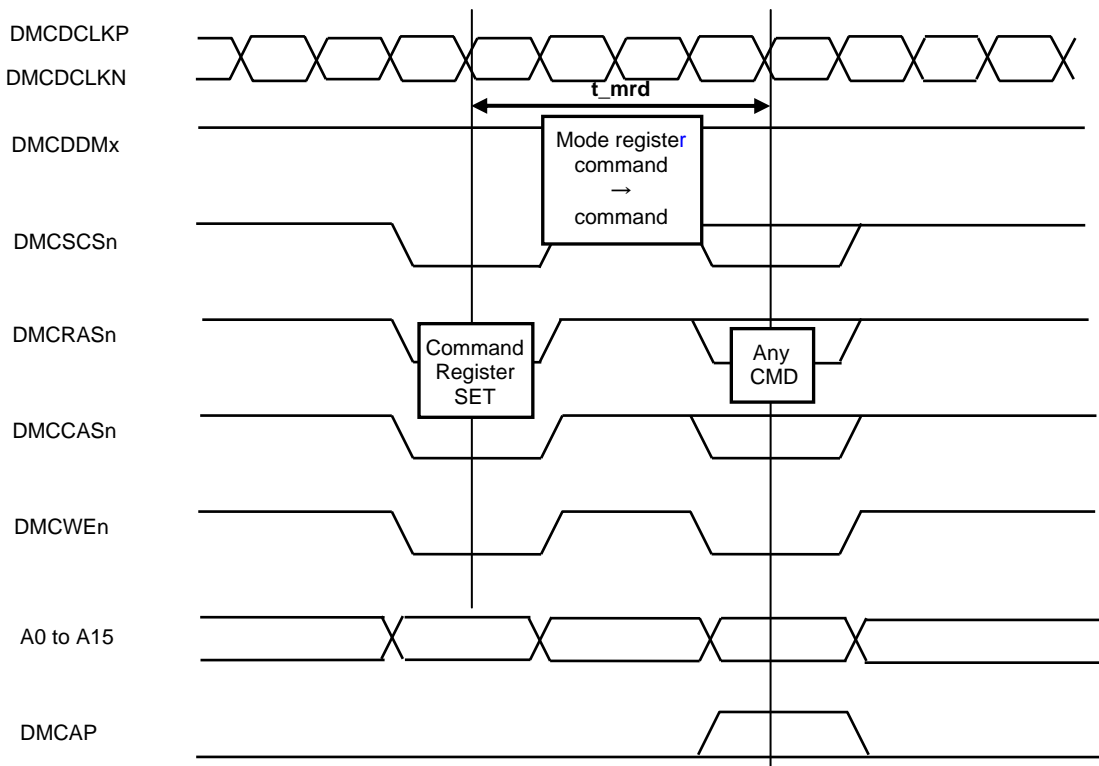 DMCDCLKP
DMCDCLKN
t_mrd
DMCDDMx
Mode register
command
→
command
DMCSCSn
DMCRASn
Command
Register
SET
Any
CMD
DMCCASn
DMCWEn
A0 to A15
DMCAP